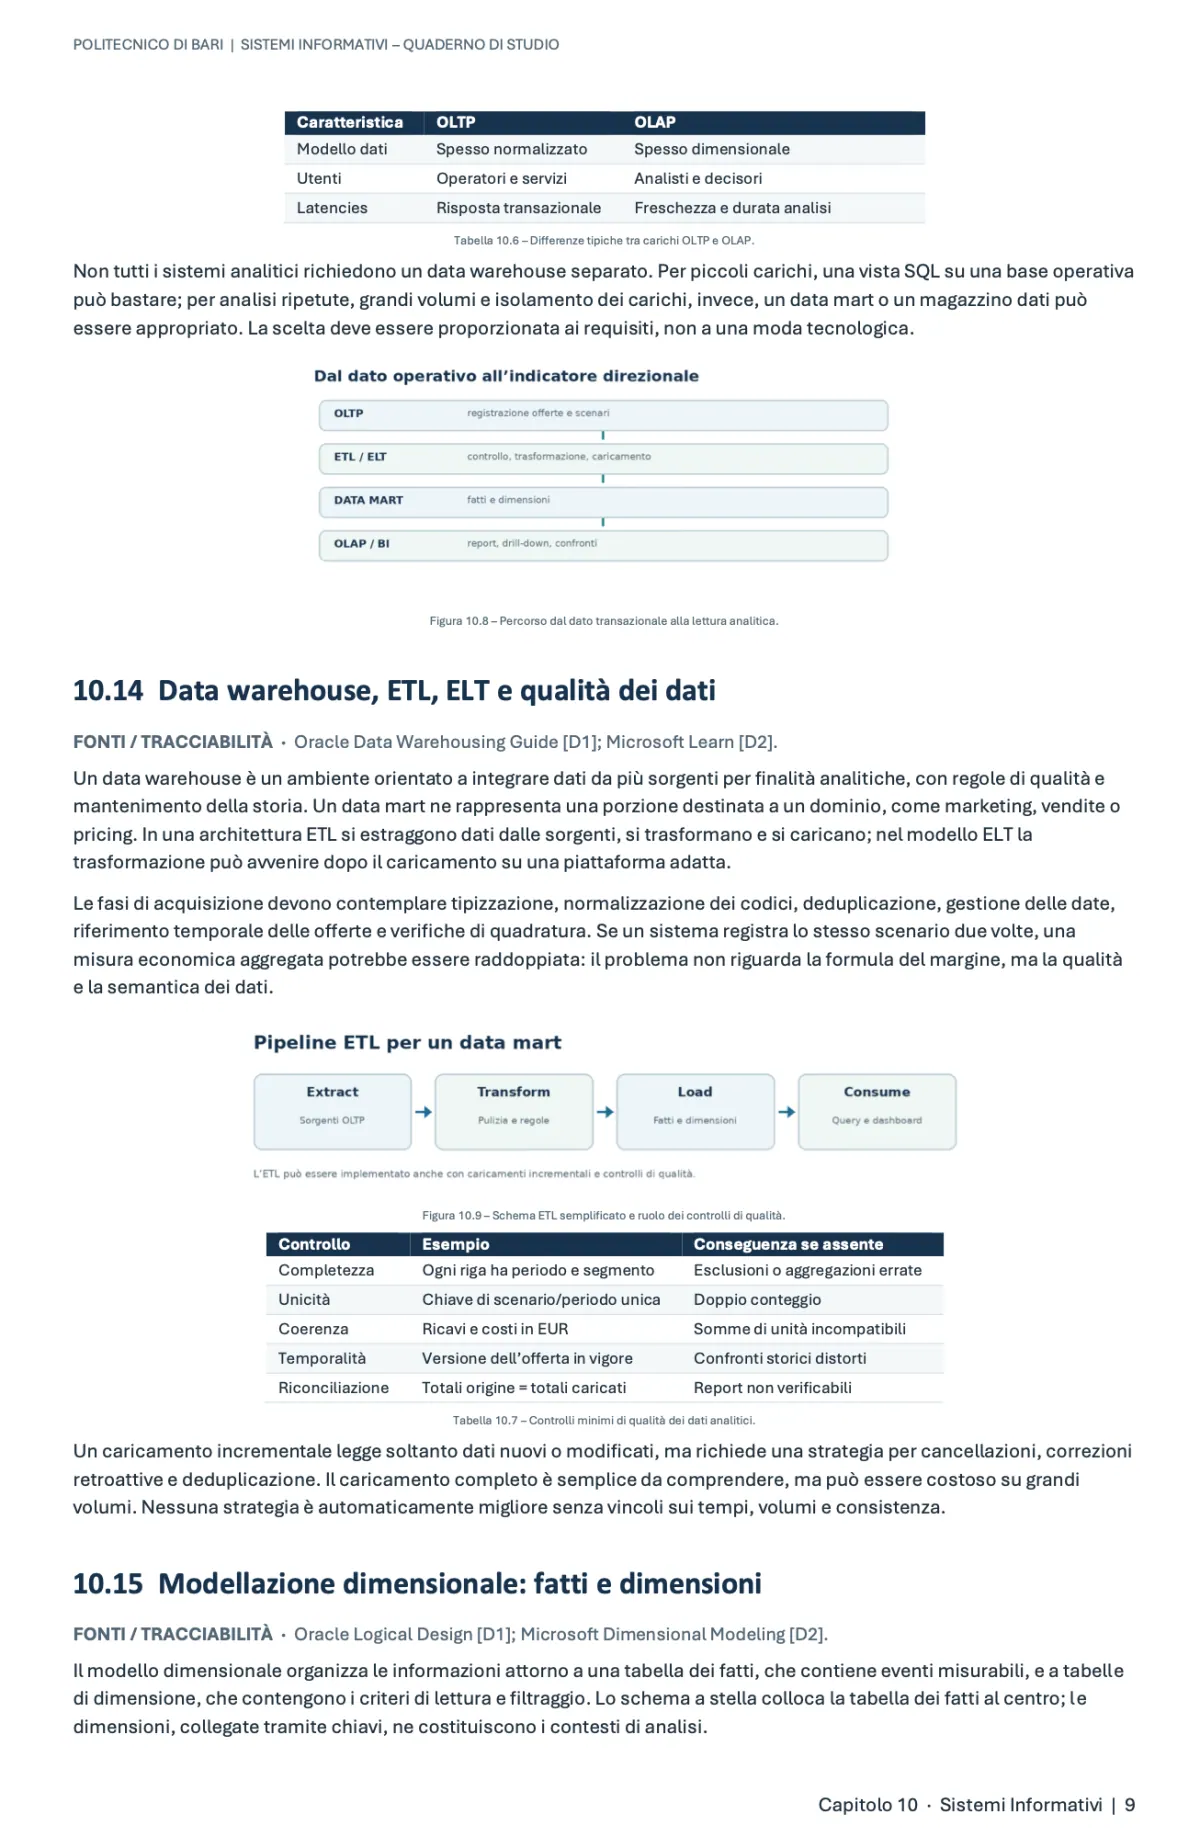 POLITECNICO DI BARI | SISTEMI INFORMATIVI – QUADERNO DI STUDIO
Caratteristica OLTP OLAP
Modello dati Spesso normalizzato Spesso dimensionale
Utenti Operatori e servizi Analisti e decisori
Latencies Risposta transazionale Freschezza e durata analisi
Tabella 10.6 – Differenze tipiche tra carichi OLTP e OLAP.
Non tutti i sistemi analitici richiedono un data warehouse separato. Per piccoli carichi, una vista SQL su una base operativa
può bastare; per analisi ripetute, grandi volumi e isolamento dei carichi, invece, un data mart o un magazzino dati può
essere appropriato. La scelta deve essere proporzionata ai requisiti, non a una moda tecnologica.
Dal dato operativo all’indicatore direzionale
OLTP registrazione offerte e scenari
ETL / ELT controllo, trasformazione, caricamento
DATA MART fatti e dimensioni
OLAP / BI report, drill-down, confronti
Figura 10.8 – Percorso dal dato transazionale alla lettura analitica.
10.14 Data warehouse, ETL, ELT e qualità dei dati
FONTI / TRACCIABILITÀ · Oracle Data Warehousing Guide [D1]; Microsoft Learn [D2].
Un data warehouse è un ambiente orientato a integrare dati da più sorgenti per finalità analitiche, con regole di qualità e
mantenimento della storia. Un data mart ne rappresenta una porzione destinata a un dominio, come marketing, vendite o
pricing. In una architettura ETL si estraggono dati dalle sorgenti, si trasformano e si caricano; nel modello ELT la
trasformazione può avvenire dopo il caricamento su una piattaforma adatta.
Le fasi di acquisizione devono contemplare tipizzazione, normalizzazione dei codici, deduplicazione, gestione delle date,
riferimento temporale delle offerte e verifiche di quadratura. Se un sistema registra lo stesso scenario due volte, una
misura economica aggregata potrebbe essere raddoppiata: il problema non riguarda la formula del margine, ma la qualità
e la semantica dei dati.
Pipeline ETL per un data mart
Extract Transform Load Consume
Sorgenti OLTP Pulizia e regole Fatti e dimensioni Query e dashboard
L’ETL può essere implementato anche con caricamenti incrementali e controlli di qualità.
Figura 10.9 – Schema ETL semplificato e ruolo dei controlli di qualità.
Controllo Esempio Conseguenza se assente
Completezza Ogni riga ha periodo e segmento Esclusioni o aggregazioni errate
Unicità Chiave di scenario/periodo unica Doppio conteggio
Coerenza Ricavi e costi in EUR Somme di unità incompatibili
Temporalità Versione dell’offerta in vigore Confronti storici distorti
Riconciliazione Totali origine = totali caricati Report non verificabili
Tabella 10.7 – Controlli minimi di qualità dei dati analitici.
Un caricamento incrementale legge soltanto dati nuovi o modificati, ma richiede una strategia per cancellazioni, correzioni
retroattive e deduplicazione. Il caricamento completo è semplice da comprendere, ma può essere costoso su grandi
volumi. Nessuna strategia è automaticamente migliore senza vincoli sui tempi, volumi e consistenza.
10.15 Modellazione dimensionale: fatti e dimensioni
FONTI / TRACCIABILITÀ · Oracle Logical Design [D1]; Microsoft Dimensional Modeling [D2].
Il modello dimensionale organizza le informazioni attorno a una tabella dei fatti, che contiene eventi misurabili, e a tabelle
di dimensione, che contengono i criteri di lettura e filtraggio. Lo schema a stella colloca la tabella dei fatti al centro; le
dimensioni, collegate tramite chiavi, ne costituiscono i contesti di analisi.
Capitolo 10 · Sistemi Informativi | 9